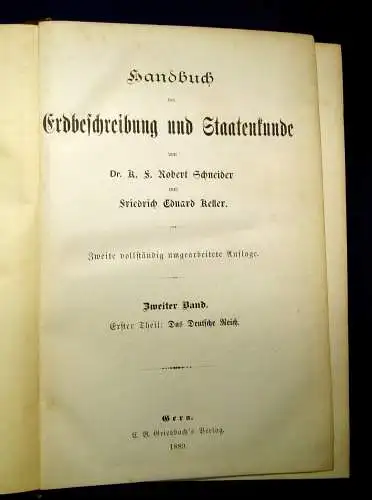 Handbuch
der
Erdbeschreibung und Staatenkunde
von
Dr. K. F. Robert Schneider
und
Friedrich Eduard Keller.
Zweite vollständig umgearbeitete Auflage.
Zweiter Band.
Erster Theil: Das Deutsche Reich.
Gera.
C. B. Griesbach's Verlag.
1889.